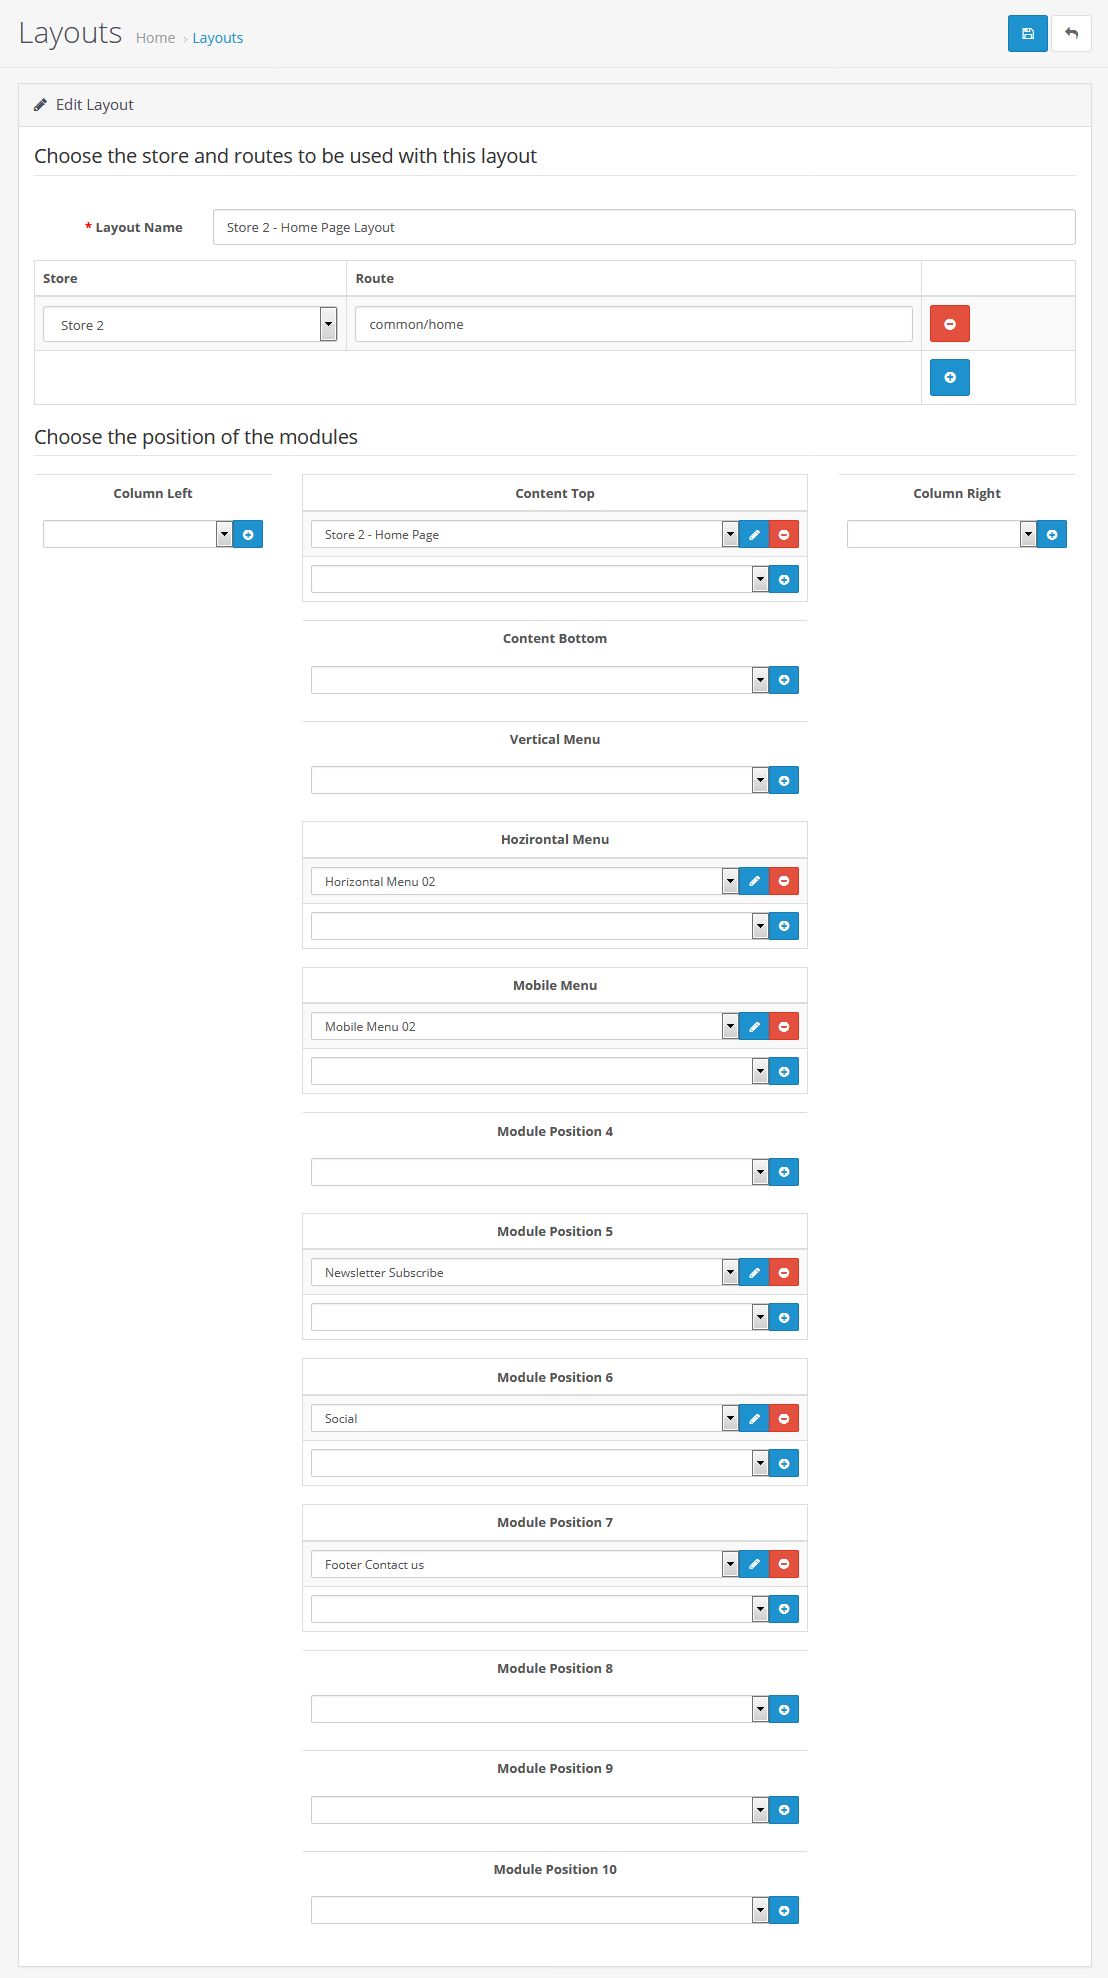 Layouts Home › Layouts
Edit Layout
Choose the store and routes to be used with this layout
* Layout Name Store 2 - Home Page Layout
Store Route
Store 2 common/home
Choose the position of the modules
Column Left Content Top Column Right
Store 2 - Home Page
Content Bottom
Vertical Menu
Hozirontal Menu
Horizontal Menu 02
Mobile Menu
Mobile Menu 02
Module Position 4
Module Position 5
Newsletter Subscribe
Module Position 6
Social
Module Position 7
Footer Contact us
Module Position 8
Module Position 9
Module Position 10